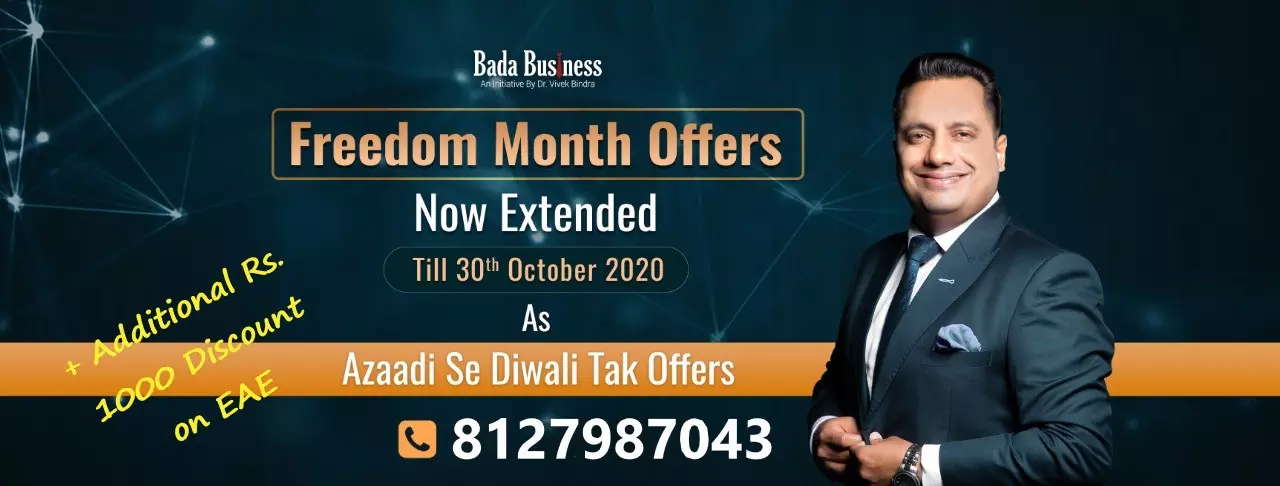 Bada Business
An Initiative By Dr. Vivek Bindra
Freedom Month Offers
Now Extended
Till 30th October 2020
As
Azaadi Se Diwali Tak Offers
8127987043
+ Additional Rs.
1000 Discount
on EAE